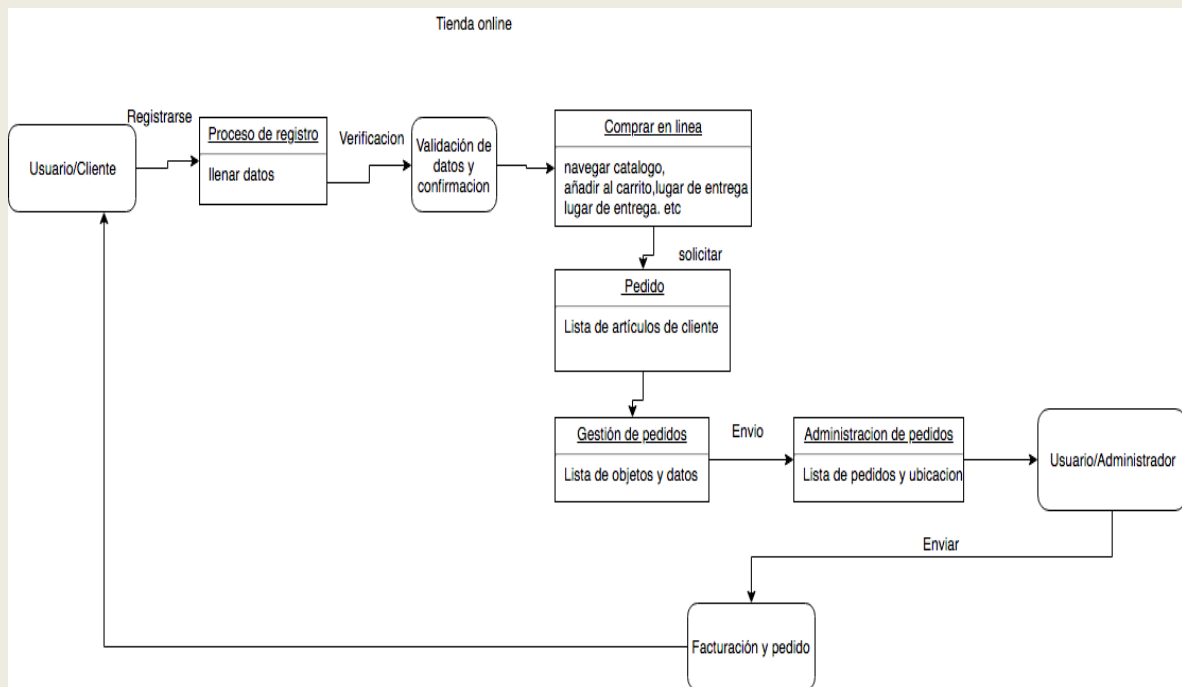 Tienda online
Registrarse
Usuario/Cliente
Proceso de registro
llenar datos
Verificacion
Validación de
datos y
confirmacion
Comprar en linea
navegar catalogo,
añadir al carrito,lugar de entrega
lugar de entrega. etc
solicitar
Pedido
Lista de artículos de cliente
Gestión de pedidos
Lista de objetos y datos
Envio
Administracion de pedidos
Lista de pedidos y ubicacion
Usuario/Administrador
Enviar
Facturación y pedido